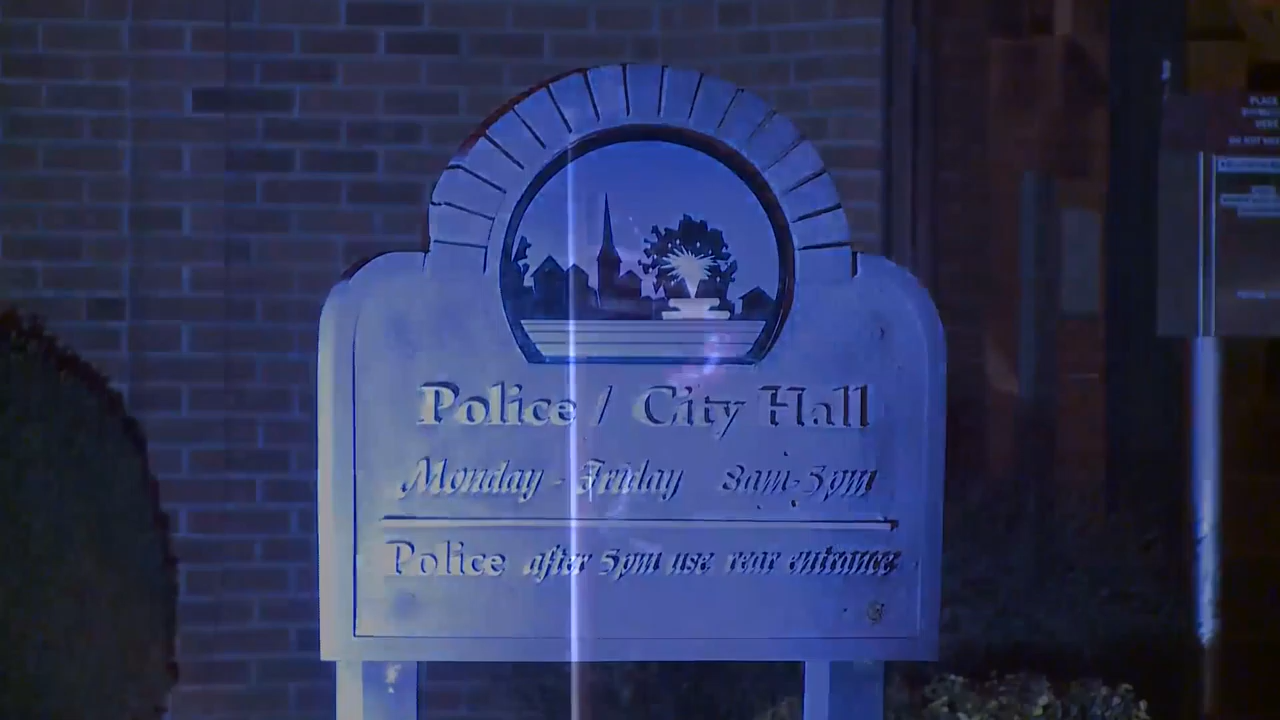 Police / City Hall
Monday - Friday 8am-5pm
Police after 5pm use rear entrance